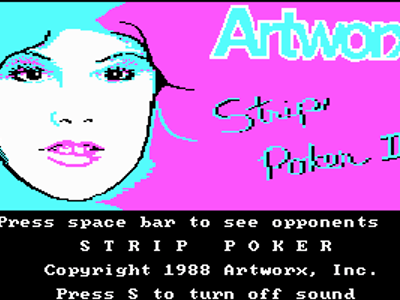 Artworx
Strip
Poker II
Press space bar to see opponents
S T R I P   P O K E R
Copyright 1988 Artworx, Inc.
Press S to turn off sound